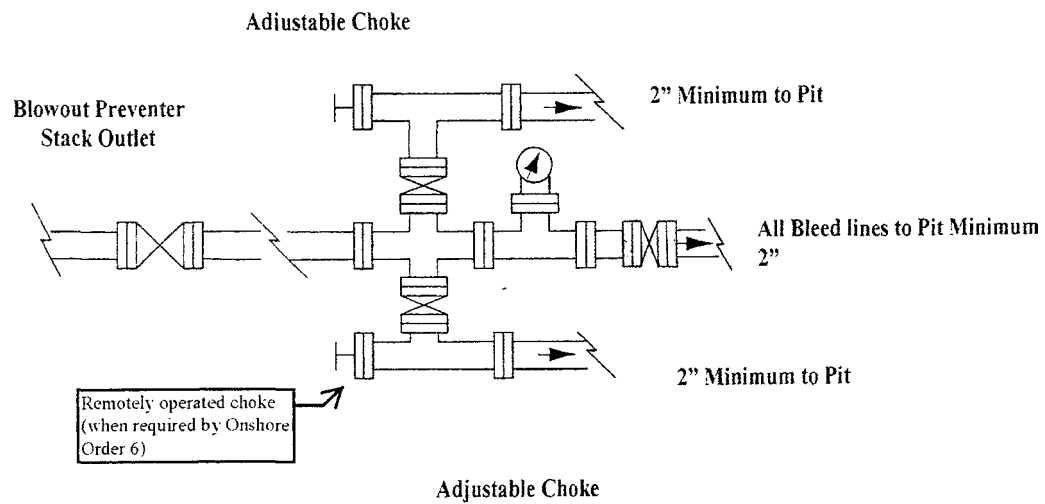 Adjustable Choke
2” Minimum to Pit
Blowout Preventer
Stack Outlet
All Bleed lines to Pit Minimum
2”
2” Minimum to Pit
Remotely operated choke
(when required by Onshore
Order 6)
Adjustable Choke